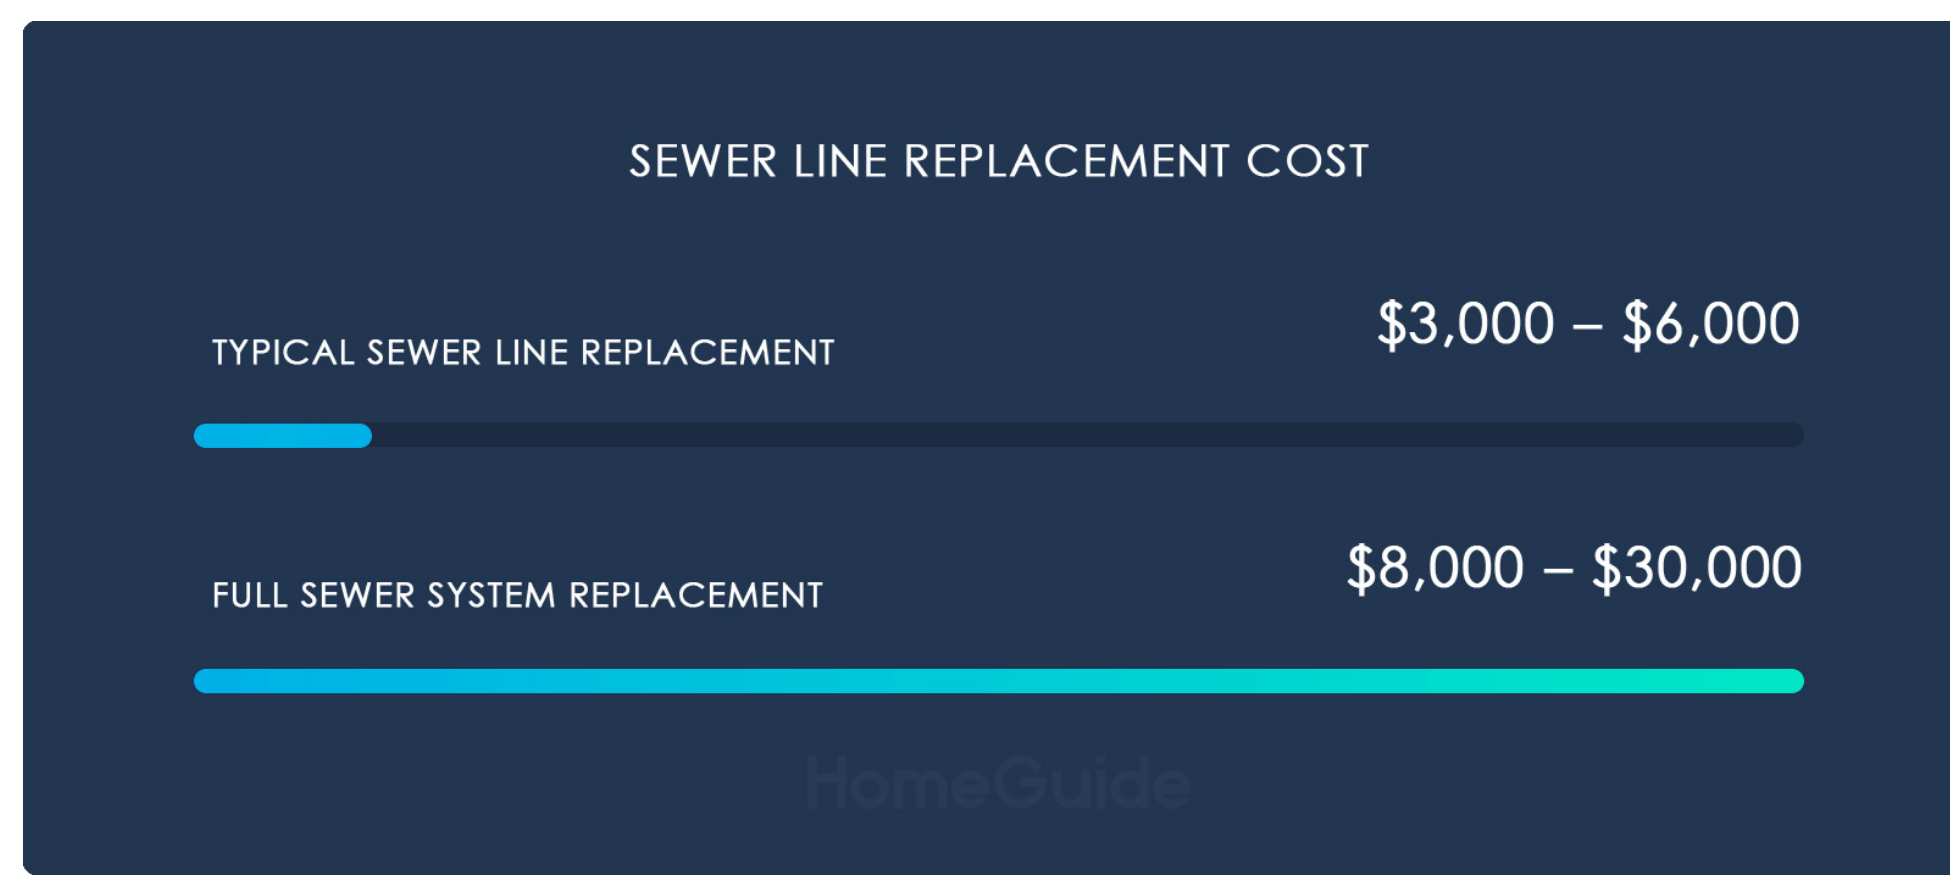 SEWER LINE REPLACEMENT COST
TYPICAL SEWER LINE REPLACEMENT
$3,000 – $6,000
FULL SEWER SYSTEM REPLACEMENT
$8,000 – $30,000
HomeGuide